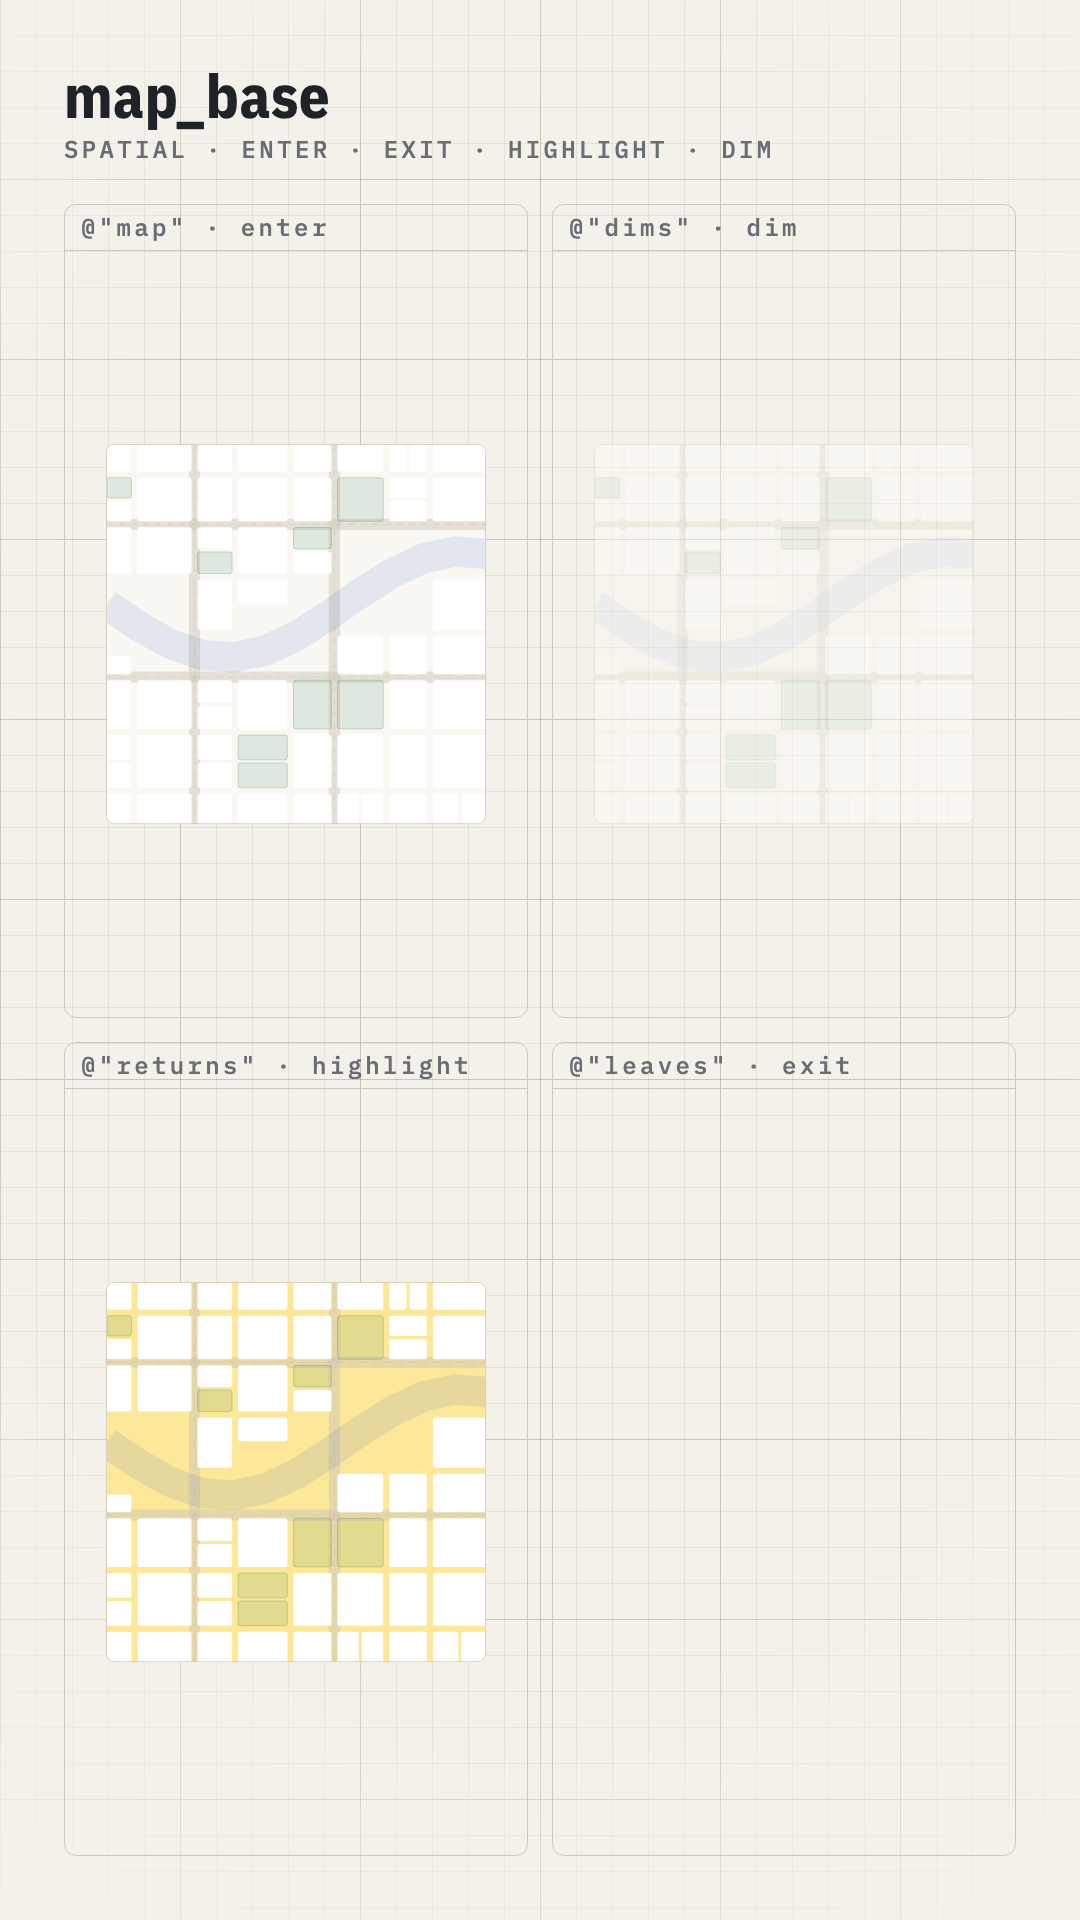 map_base
SPATIAL · ENTER · EXIT · HIGHLIGHT · DIM
@"map" · enter
@"dims" · dim
@"returns" · highlight
@"leaves" · exit